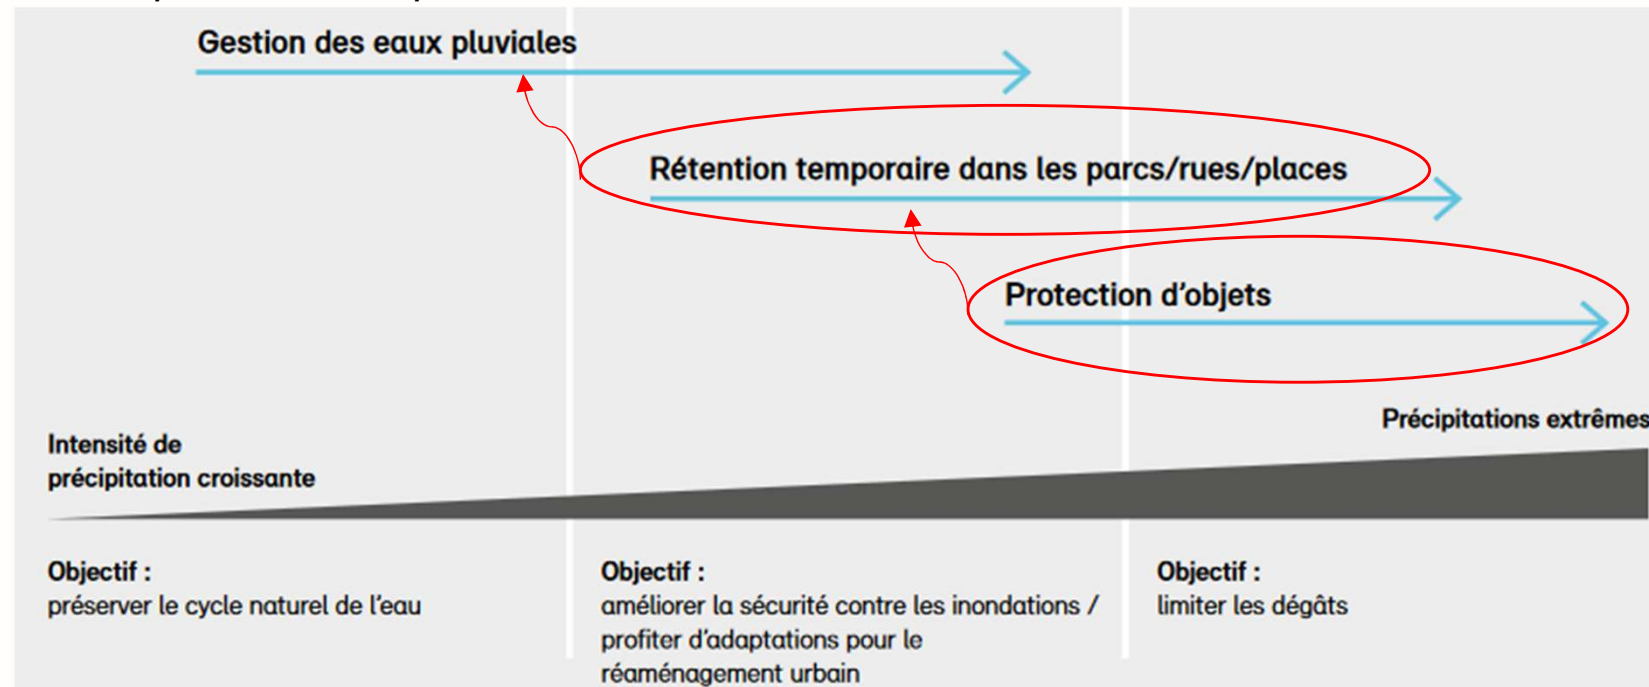 Gestion des eaux pluviales
Rétention temporaire dans les parcs/rues/places
Protection d'objets
Précipitations extrêmes
Intensité de
précipitation croissante
Objectif :
préserver le cycle naturel de l'eau
Objectif :
améliorer la sécurité contre les inondations /
profiter d'adaptations pour le
réaménagement urbain
Objectif :
limiter les dégâts